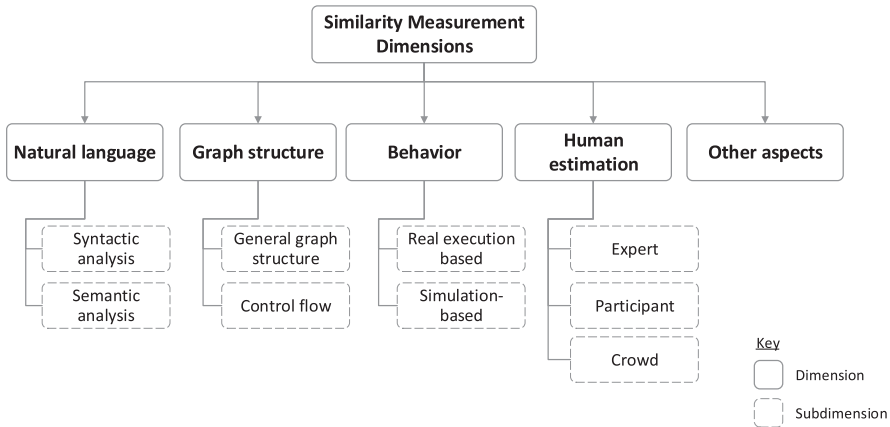 Similarity Measurement
Dimensions
Natural language
Graph structure
Behavior
Human
estimation
Other aspects
Syntactic
analysis
Semantic
analysis
General graph
structure
Control flow
Real execution
based
Simulation-
based
Expert
Participant
Crowd
Key
Dimension
Subdimension